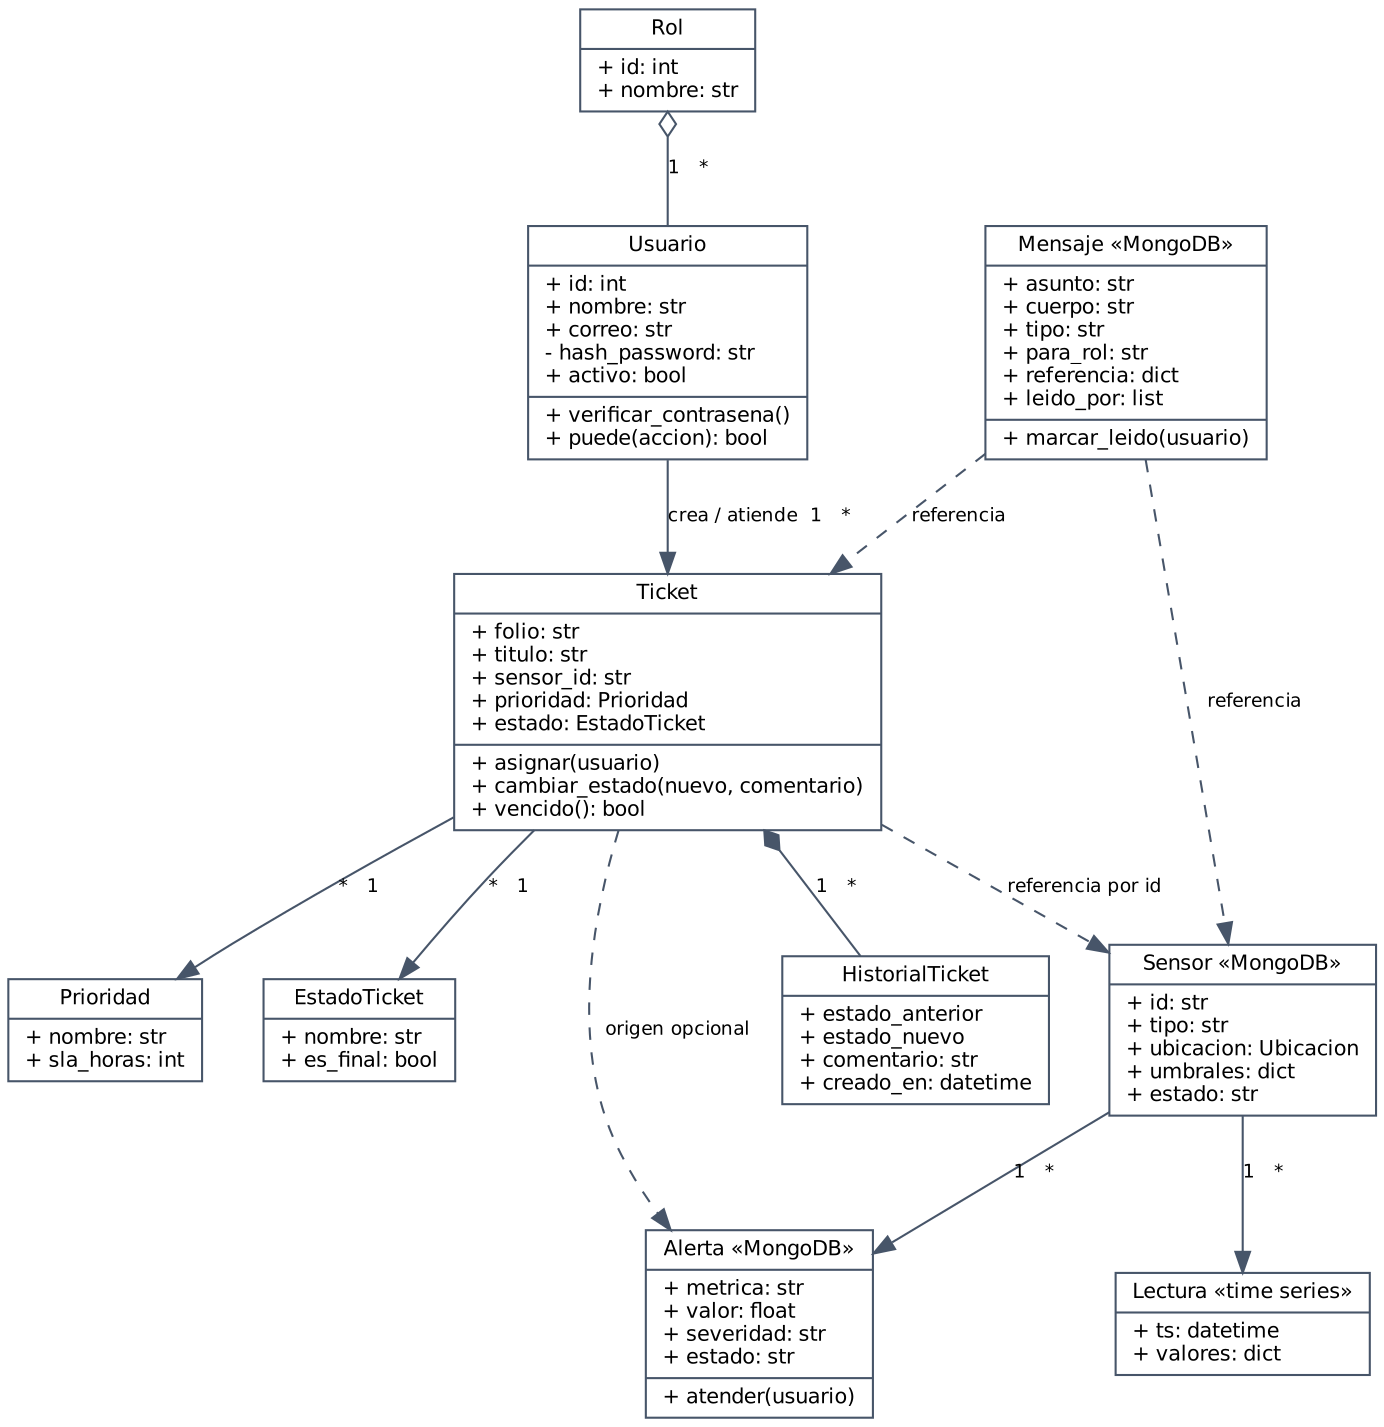 Rol
+ id: int
+ nombre: str
1 *
Usuario
+ id: int
+ nombre: str
+ correo: str
- hash_password: str
+ activo: bool
+ verificar_contrasena()
+ puede(accion): bool
Mensaje «MongoDB»
+ asunto: str
+ cuerpo: str
+ tipo: str
+ para_rol: str
+ referencia: dict
+ leido_por: list
+ marcar_leido(usuario)
crea / atiende 1 *
referencia
Ticket
+ folio: str
+ titulo: str
+ sensor_id: str
+ prioridad: Prioridad
+ estado: EstadoTicket
+ asignar(usuario)
+ cambiar_estado(nuevo, comentario)
+ vencido(): bool
referencia
* 1
* 1
1 *
referencia por id
Prioridad
+ nombre: str
+ sla_horas: int
EstadoTicket
+ nombre: str
+ es_final: bool
origen opcional
HistorialTicket
+ estado_anterior
+ estado_nuevo
+ comentario: str
+ creado_en: datetime
Sensor «MongoDB»
+ id: str
+ tipo: str
+ ubicacion: Ubicacion
+ umbrales: dict
+ estado: str
1 *
1 *
Alerta «MongoDB»
+ metrica: str
+ valor: float
+ severidad: str
+ estado: str
+ atender(usuario)
Lectura «time series»
+ ts: datetime
+ valores: dict